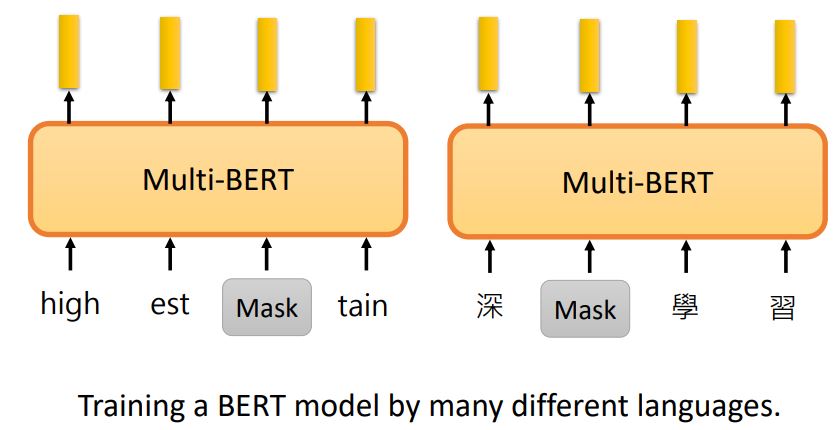 Multi-BERT Multi-BERT
high est Mask tain 深 Mask 學 習
Training a BERT model by many different languages.